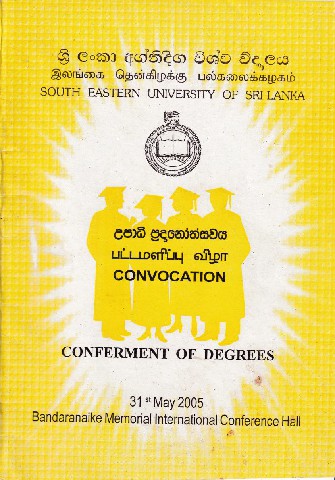 ශ්‍රී ලංකා අග්නිදිග විශ්ව විද්‍යාලය
இலங்கை தென்கிழக்கு பல்கலைக்கழகம்
SOUTH EASTERN UNIVERSITY OF SRI LANKA
උපාධි ප්‍රදානෝත්සවය
பட்டமளிப்பு விழா
CONVOCATION
CONFERMENT OF DEGREES
31st May 2005
Bandaranaike Memorial International Conference Hall